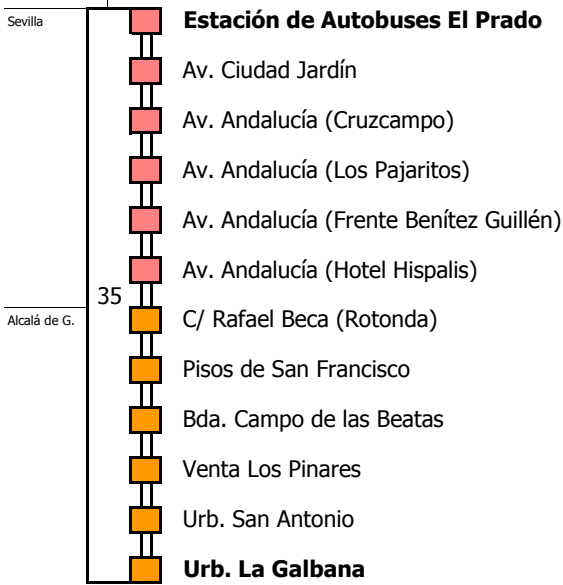 Sevilla
Estación de Autobuses El Prado
Av. Ciudad Jardín
Av. Andalucía (Cruzcampo)
Av. Andalucía (Los Pajaritos)
Av. Andalucía (Frente Benítez Guillén)
Av. Andalucía (Hotel Hispalis)
35
Alcalá de G.
C/ Rafael Beca (Rotonda)
Pisos de San Francisco
Bda. Campo de las Beatas
Venta Los Pinares
Urb. San Antonio
Urb. La Galbana